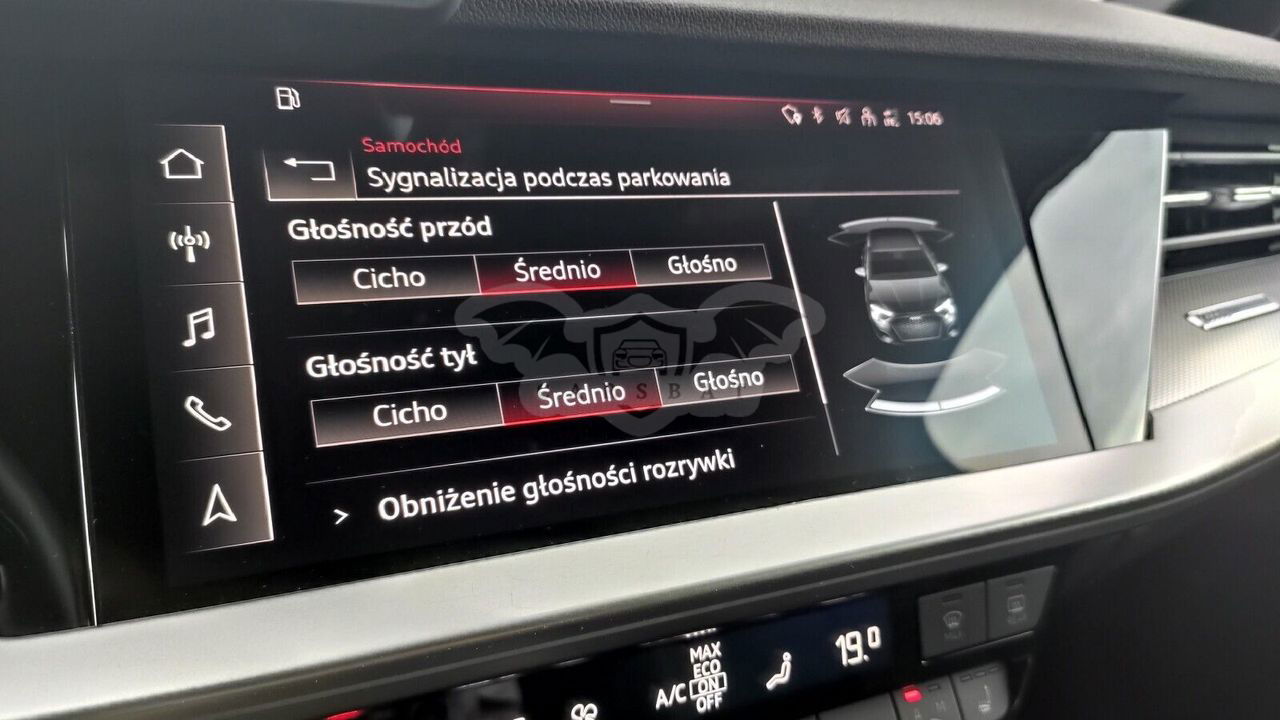 15:06
Samochód
Sygnalizacja podczas parkowania
Głośność przód
Cicho Średnio Głośno
Głośność tył
Cicho Średnio Głośno
> Obniżenie głośności rozrywki
MAX
ECO
A/C ON
OFF
19.0
A M